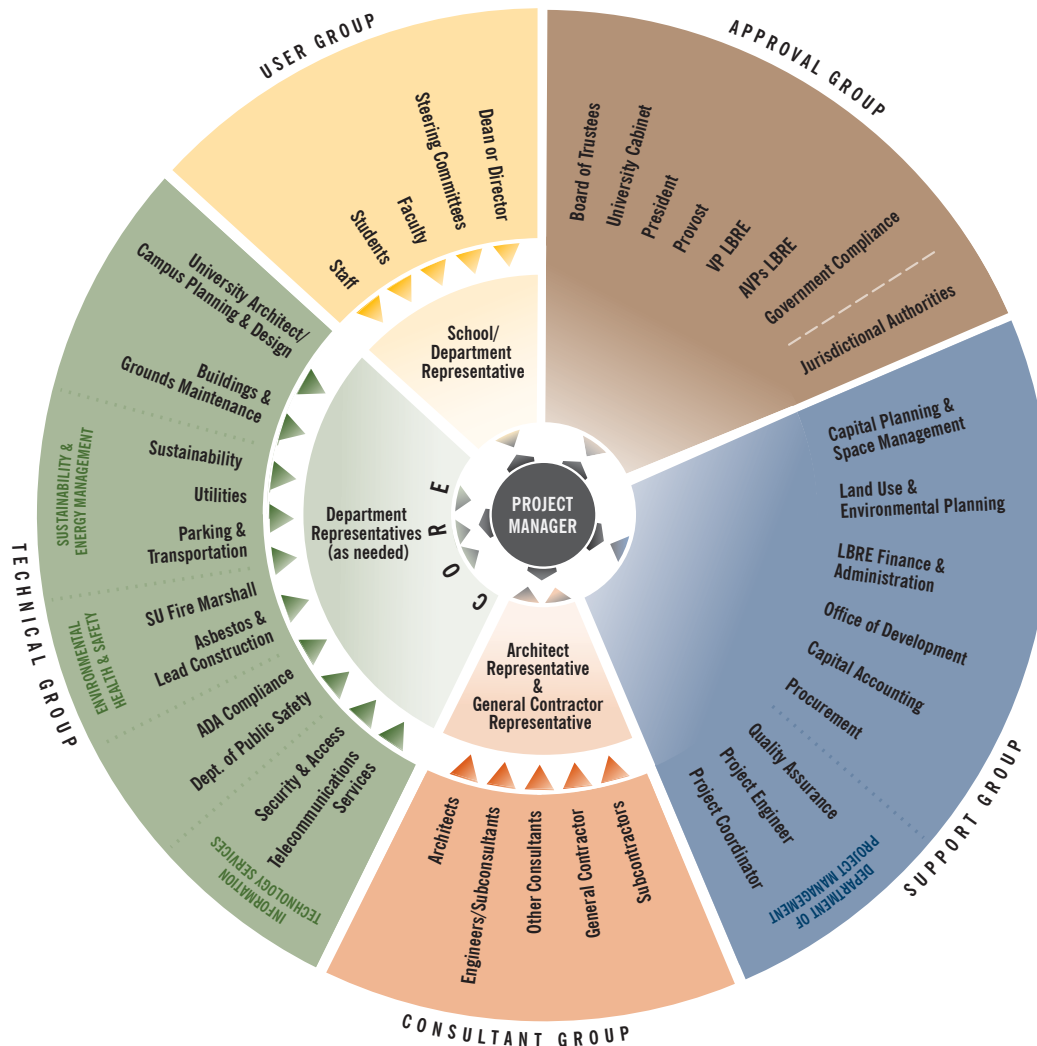 USER GROUP
Dean or Director
Steering Committees
Faculty
Students
Staff
School/
Department
Representative
APPROVAL GROUP
Board of Trustees
University Cabinet
President
Provost
VP LBRE
AVPs LBRE
Government Compliance
Jurisdictional Authorities
SUPPORT GROUP
Capital Planning &
Space Management
Land Use &
Environmental Planning
LBRE Finance &
Administration
Office of Development
Capital Accounting
Procurement
Quality Assurance
Project Engineer
Project Coordinator
DEPARTMENT OF
PROJECT MANAGEMENT
CONSULTANT GROUP
Architects
Engineers/Subconsultants
Other Consultants
General Contractor
Subcontractors
Architect
Representative
&
General Contractor
Representative
TECHNICAL GROUP
University Architect/
Campus Planning & Design
Buildings &
Grounds Maintenance
SUSTAINABILITY &
ENERGY MANAGEMENT
Sustainability
Utilities
Parking &
Transportation
ENVIRONMENTAL
HEALTH & SAFETY
SU Fire Marshall
Asbestos &
Lead Construction
ADA Compliance
Dept. of Public Safety
INFORMATION
TECHNOLOGY SERVICES
Security & Access
Telecommunications
Services
Department
Representatives
(as needed)
CORE
PROJECT
MANAGER